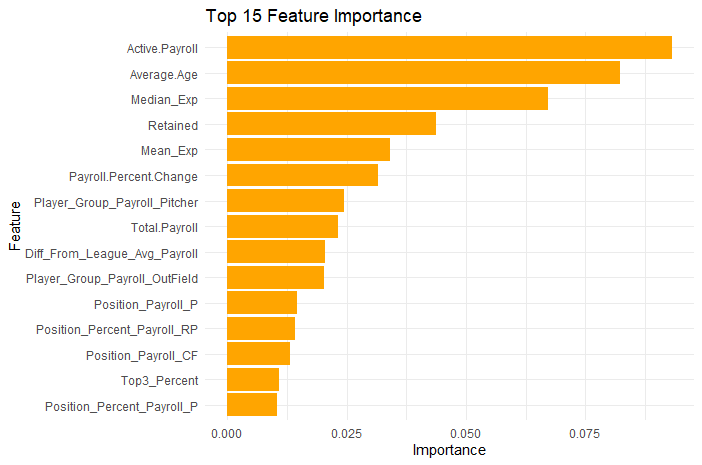 Top 15 Feature Importance
Feature
Active.Payroll
Average.Age
Median_Exp
Retained
Mean_Exp
Payroll.Percent.Change
Player_Group_Payroll_Pitcher
Total.Payroll
Diff_From_League_Avg_Payroll
Player_Group_Payroll_OutField
Position_Payroll_P
Position_Percent_Payroll_RP
Position_Payroll_CF
Top3_Percent
Position_Percent_Payroll_P
0.000 0.025 0.050 0.075
Importance